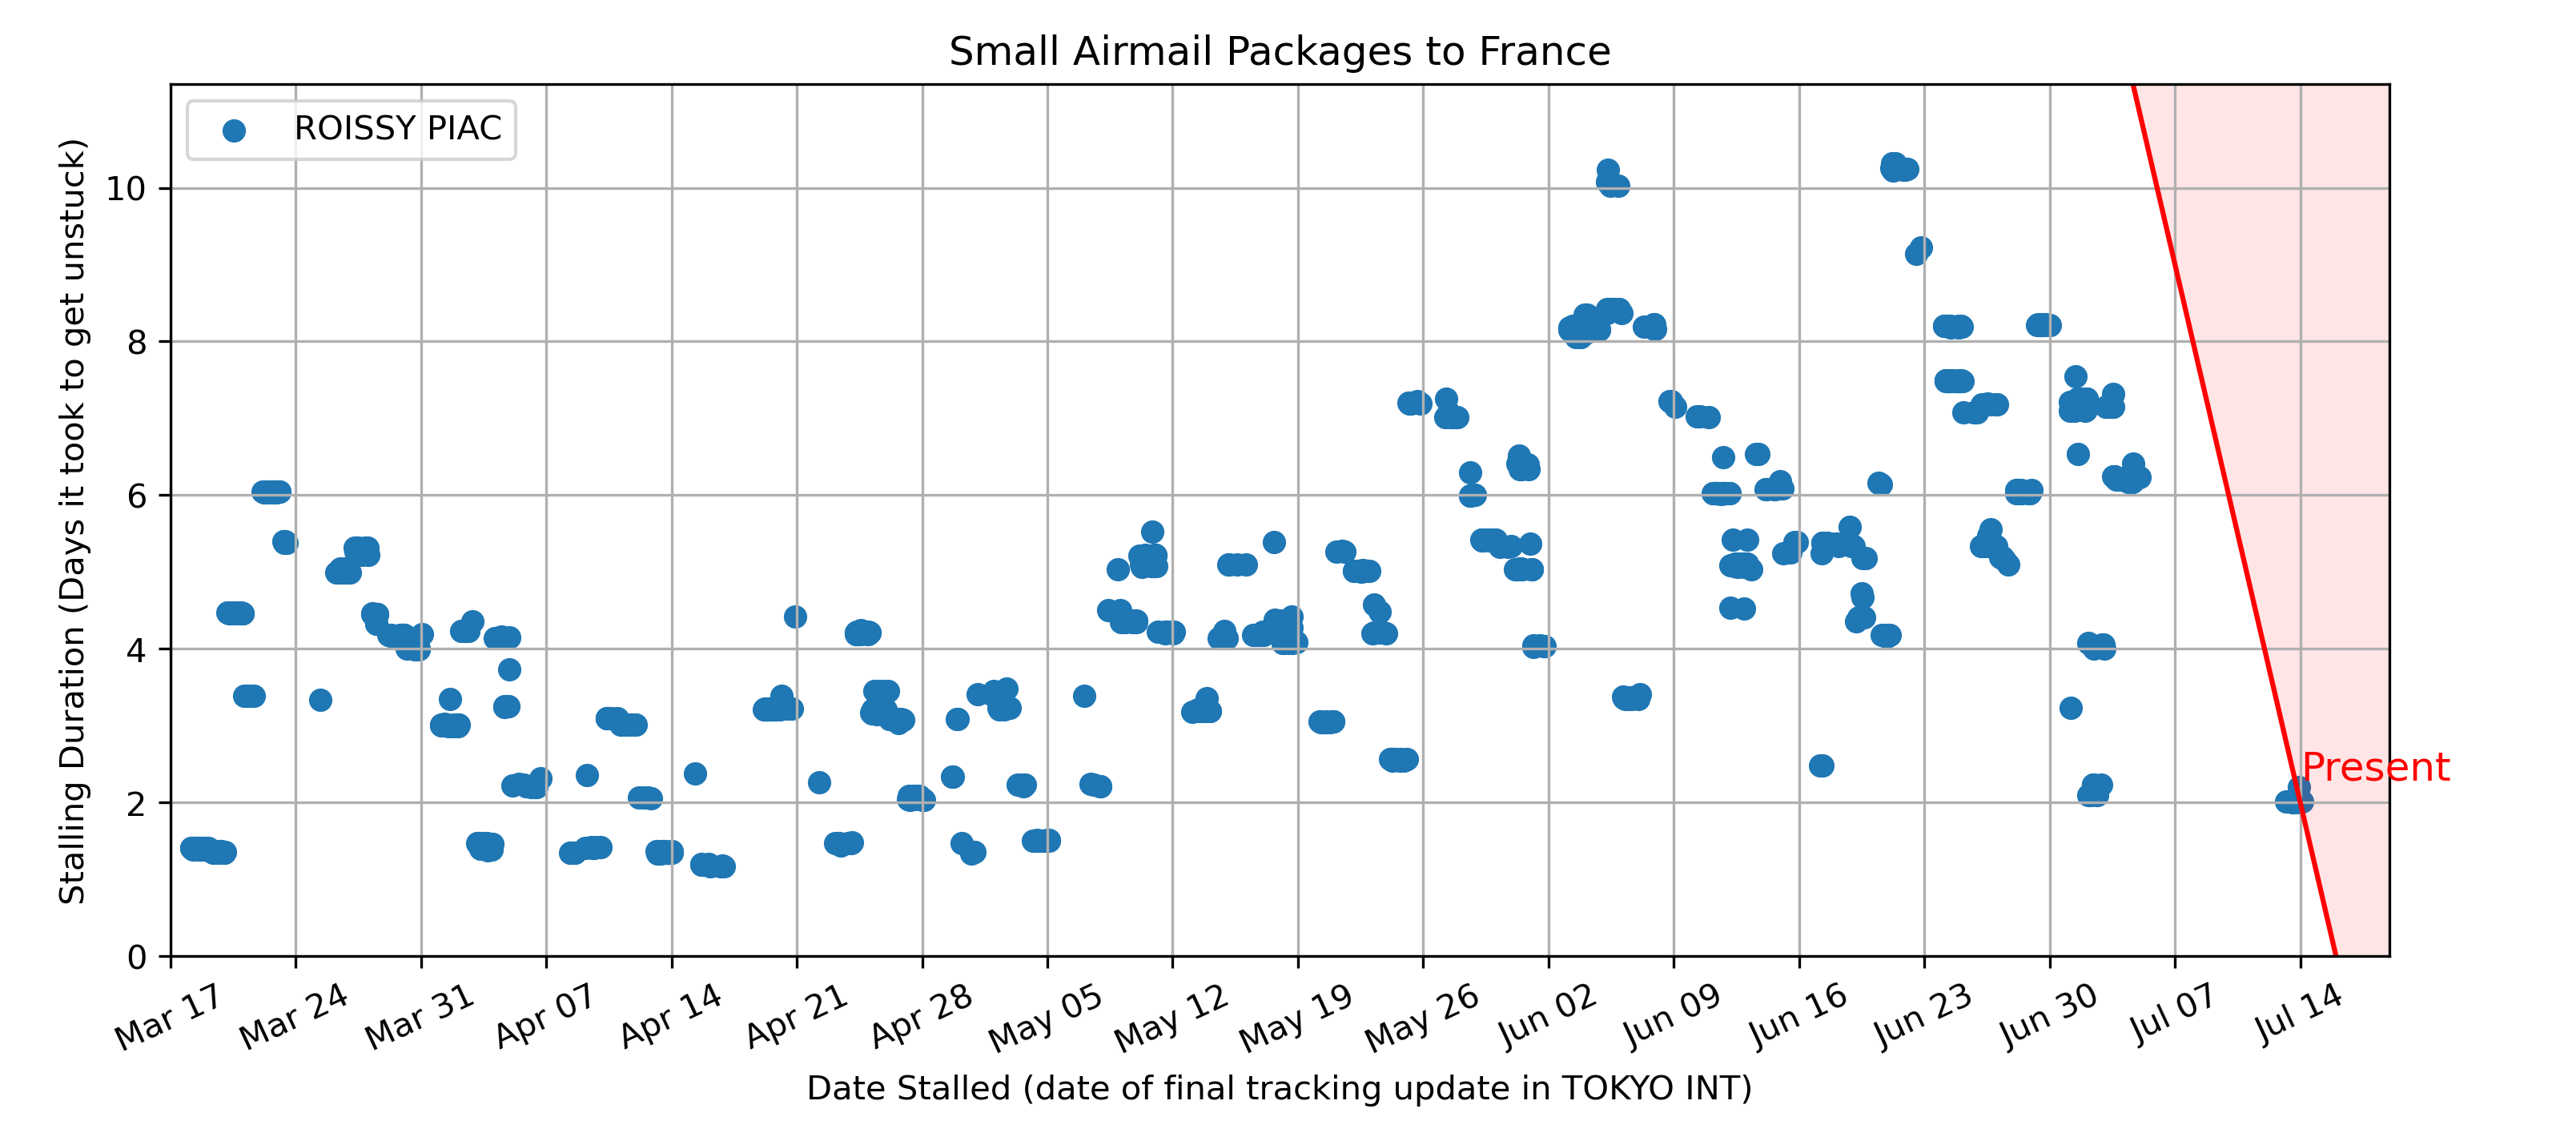 Small Airmail Packages to France
ROISSY PIAC
Stalling Duration (Days it took to get unstuck)
10
8
6
4
2
0
Present
Mar 17
Mar 24
Mar 31
Apr 07
Apr 14
Apr 21
Apr 28
May 05
May 12
May 19
May 26
Jun 02
Jun 09
Jun 16
Jun 23
Jun 30
Jul 07
Jul 14
Date Stalled (date of final tracking update in TOKYO INT)